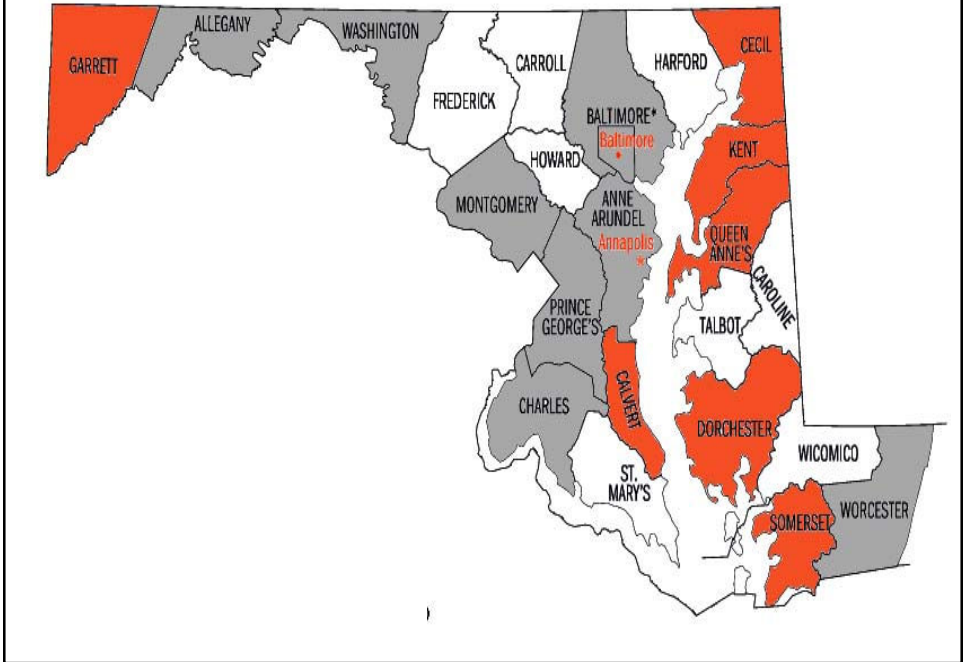 ALLEGANY
WASHINGTON
GARRETT
CARROLL
HARFORD
CECIL
FREDERICK
BALTIMORE*
Baltimore
KENT
HOWARD
MONTGOMERY
ANNE
ARUNDEL
Annapolis
QUEEN
ANNE'S
CAROLINE
PRINCE
GEORGE'S
TALBOT
CALVERT
CHARLES
DORCHESTER
WICOMICO
ST.
MARY'S
SOMERSET
WORCESTER